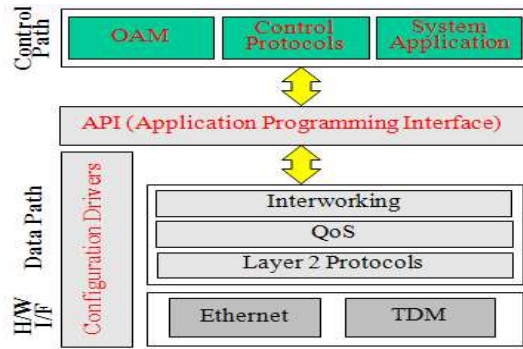 Control
Path
OAM
Control
Protocols
System
Application
API (Application Programming Interface)
Data Path
Configuration Drivers
Interworking
QoS
Layer 2 Protocols
H/W
I/F
Ethernet
TDM